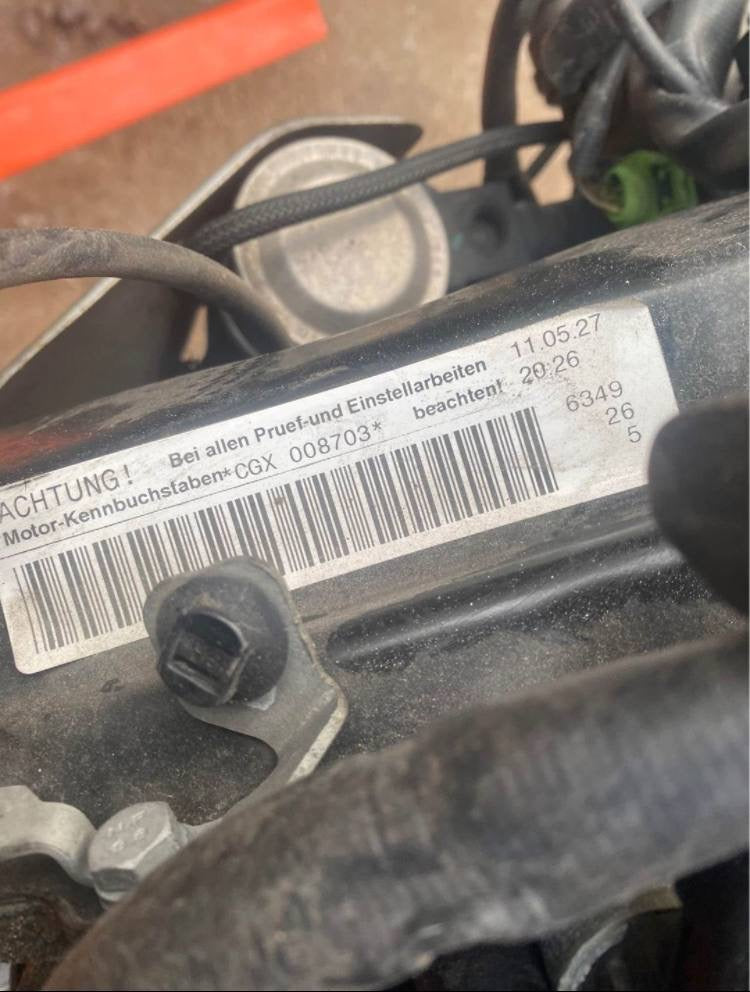 ACHTUNG! Bei allen Pruef-und Einstellarbeiten 11.05.27
Motor-Kennbuchstaben*CGX 008703* beachten! 20:26
6349
26
5